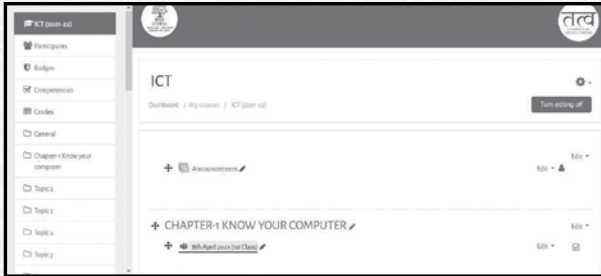 ICT (2021-22)
Participants
Badges
Competencies
Grades
General
Chapter-1 Know your
computer
Topic 2
Topic 3
Topic 4
Topic 5
तत्व
ICT
Dashboard / My courses / ICT (2021-22)
Turn editing off
Edit
Announcements
Edit
CHAPTER-1 KNOW YOUR COMPUTER
Edit
8th April 2021 (1st Class)
Edit